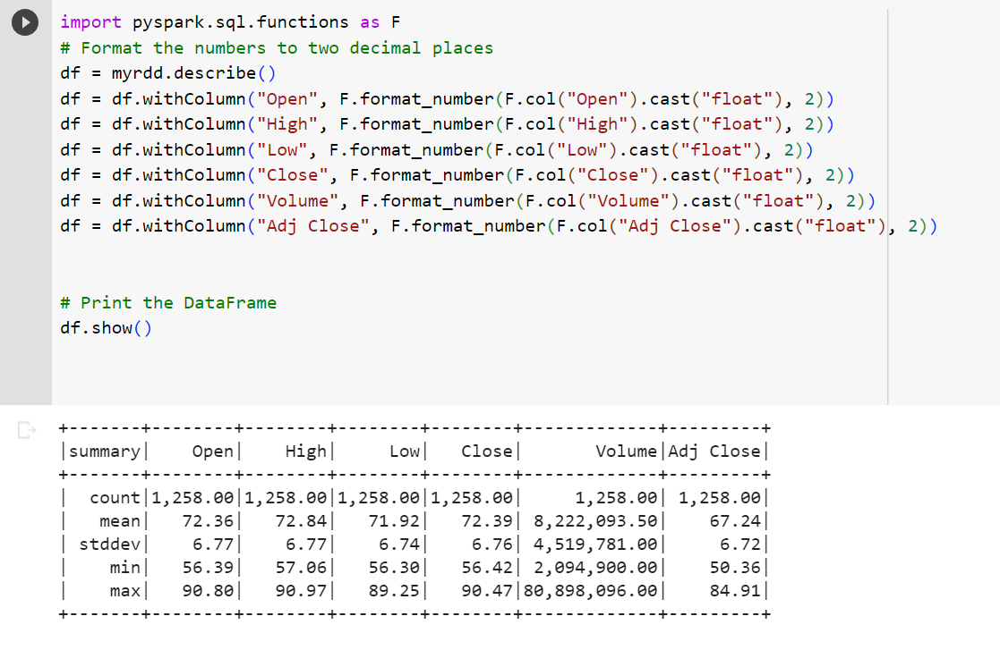 import pyspark.sql.functions as F
# Format the numbers to two decimal places
df = myrdd.describe()
df = df.withColumn("Open", F.format_number(F.col("Open").cast("float"), 2))
df = df.withColumn("High", F.format_number(F.col("High").cast("float"), 2))
df = df.withColumn("Low", F.format_number(F.col("Low").cast("float"), 2))
df = df.withColumn("Close", F.format_number(F.col("Close").cast("float"), 2))
df = df.withColumn("Volume", F.format_number(F.col("Volume").cast("float"), 2))
df = df.withColumn("Adj Close", F.format_number(F.col("Adj Close").cast("float"), 2))
# Print the DataFrame
df.show()
+-------+--------+--------+--------+--------+-------------+---------+
|summary|    Open|    High|     Low|   Close|       Volume|Adj Close|
+-------+--------+--------+--------+--------+-------------+---------+
|  count|1,258.00|1,258.00|1,258.00|1,258.00|     1,258.00| 1,258.00|
|   mean|   72.36|   72.84|   71.92|   72.39| 8,222,093.50|    67.24|
| stddev|    6.77|    6.77|    6.74|    6.76| 4,519,781.00|     6.72|
|    min|   56.39|   57.06|   56.30|   56.42| 2,094,900.00|    50.36|
|    max|   90.80|   90.97|   89.25|   90.47|80,898,096.00|    84.91|
+-------+--------+--------+--------+--------+-------------+---------+